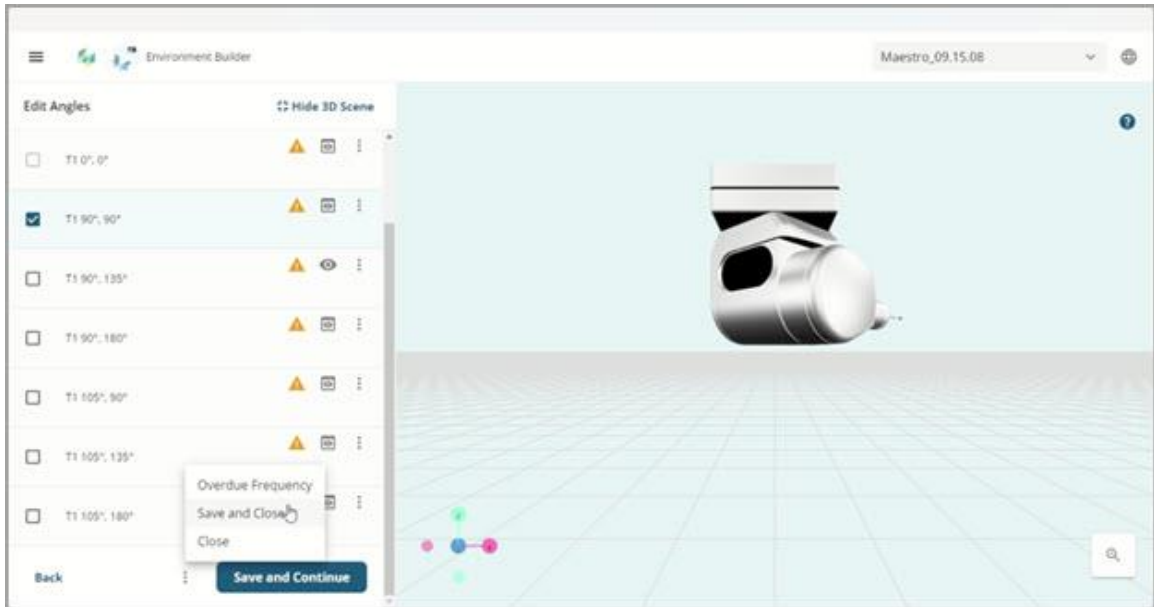 Environment Builder
Maestro_09.15.08
Edit Angles
Hide 3D Scene
T1 0°, 0°
T1 90°, 90°
T1 90°, 135°
T1 90°, 180°
T1 105°, 90°
T1 105°, 135°
T1 105°, 180°
Overdue Frequency
Save and Close
Close
Back
Save and Continue